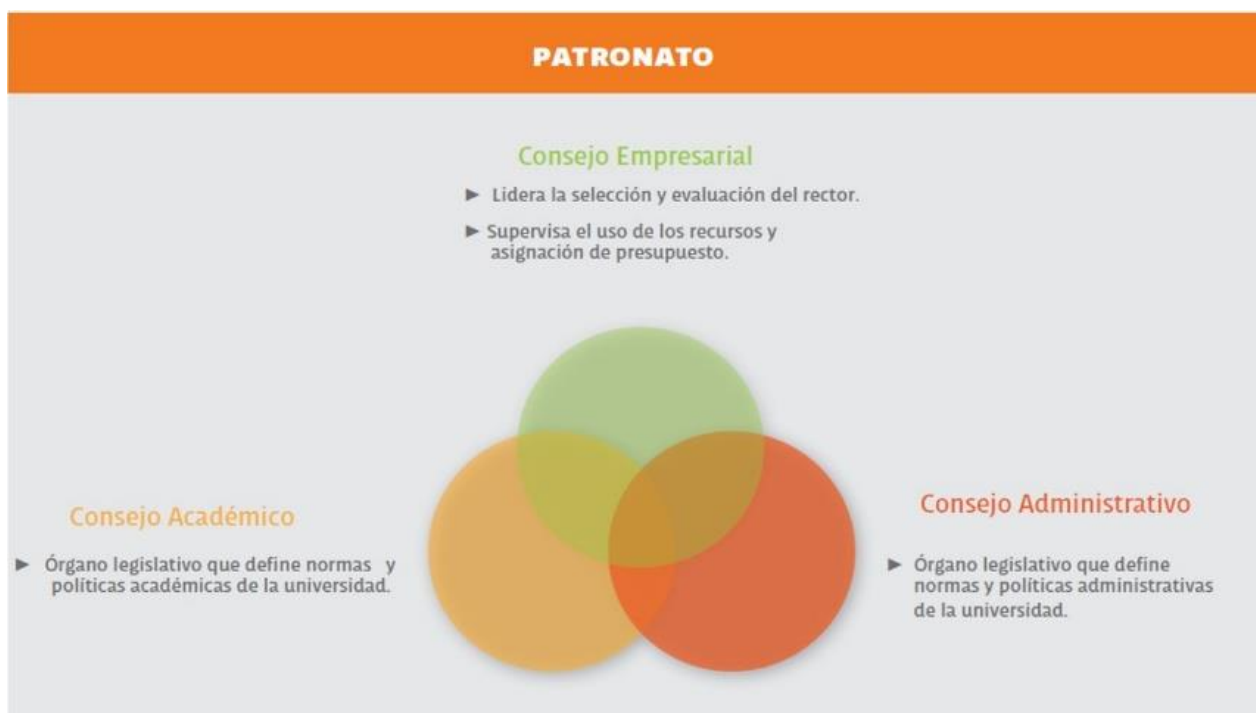 PATRONATO
Consejo Empresarial
► Lidera la selección y evaluación del rector.
► Supervisa el uso de los recursos y
asignación de presupuesto.
Consejo Académico
► Órgano legislativo que define normas y
políticas académicas de la universidad.
Consejo Administrativo
► Órgano legislativo que define
normas y políticas administrativas
de la universidad.